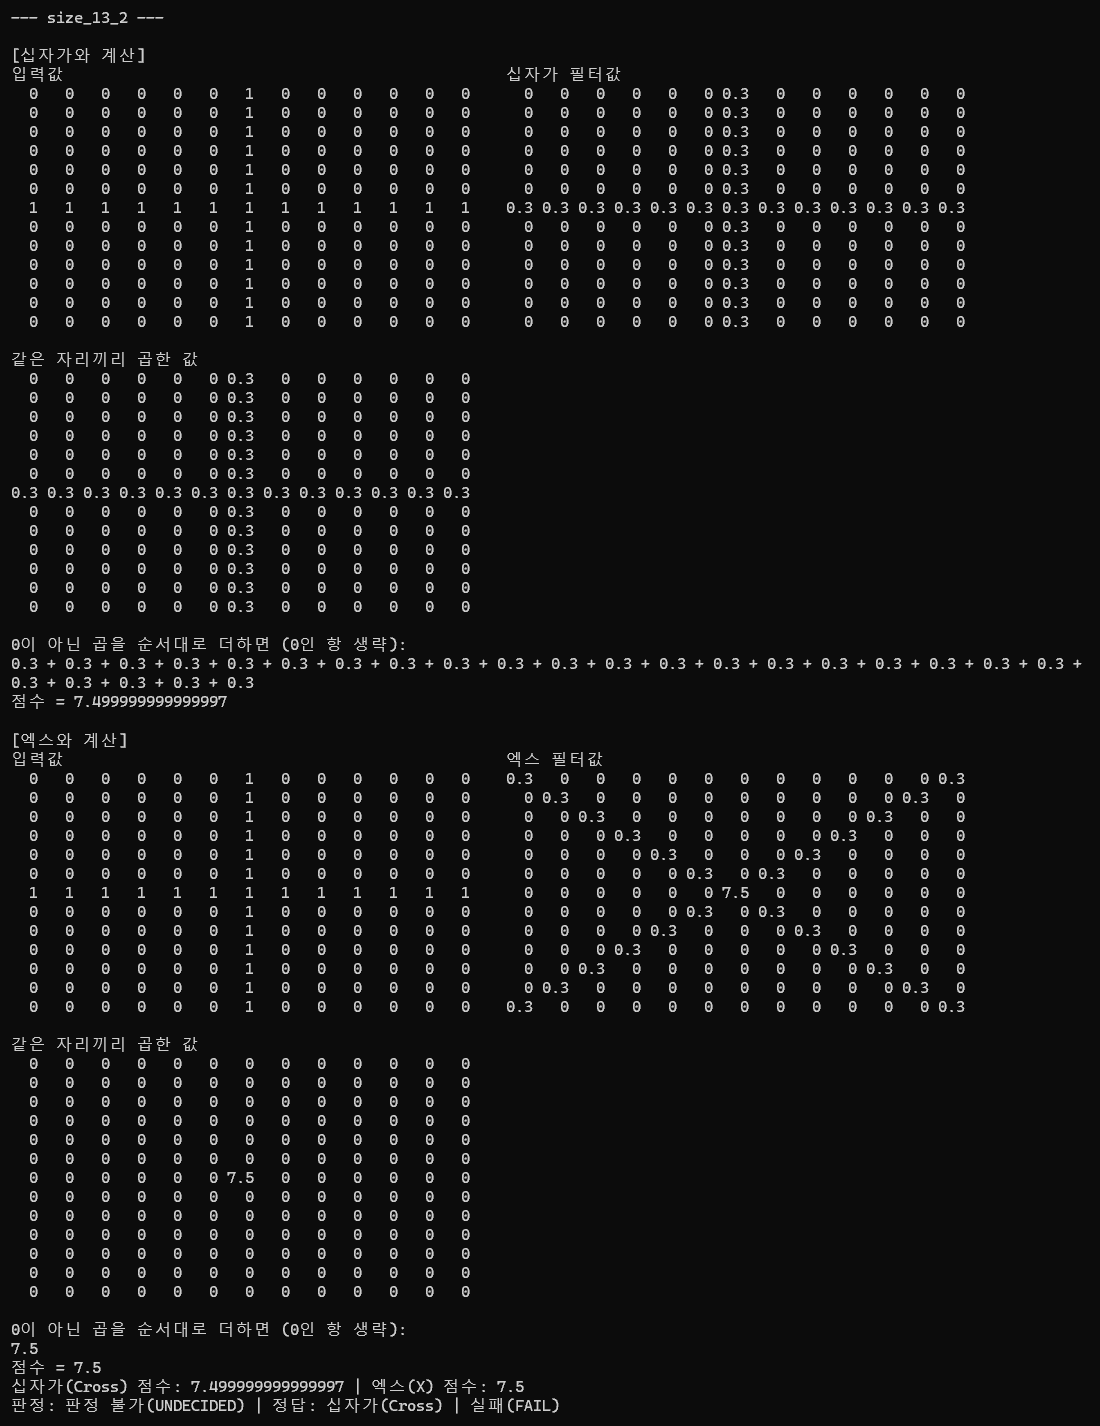 --- size_13_2 ---
[십자가와 계산]
입력값 십자가 필터값
0 0 0 0 0 0 1 0 0 0 0 0 0 0 0 0 0 0 0 0.3 0 0 0 0 0 0
0 0 0 0 0 0 1 0 0 0 0 0 0 0 0 0 0 0 0 0.3 0 0 0 0 0 0
0 0 0 0 0 0 1 0 0 0 0 0 0 0 0 0 0 0 0 0.3 0 0 0 0 0 0
0 0 0 0 0 0 1 0 0 0 0 0 0 0 0 0 0 0 0 0.3 0 0 0 0 0 0
0 0 0 0 0 0 1 0 0 0 0 0 0 0 0 0 0 0 0 0.3 0 0 0 0 0 0
0 0 0 0 0 0 1 0 0 0 0 0 0 0 0 0 0 0 0 0.3 0 0 0 0 0 0
1 1 1 1 1 1 1 1 1 1 1 1 1 0.3 0.3 0.3 0.3 0.3 0.3 0.3 0.3 0.3 0.3 0.3 0.3 0.3
0 0 0 0 0 0 1 0 0 0 0 0 0 0 0 0 0 0 0 0.3 0 0 0 0 0 0
0 0 0 0 0 0 1 0 0 0 0 0 0 0 0 0 0 0 0 0.3 0 0 0 0 0 0
0 0 0 0 0 0 1 0 0 0 0 0 0 0 0 0 0 0 0 0.3 0 0 0 0 0 0
0 0 0 0 0 0 1 0 0 0 0 0 0 0 0 0 0 0 0 0.3 0 0 0 0 0 0
0 0 0 0 0 0 1 0 0 0 0 0 0 0 0 0 0 0 0 0.3 0 0 0 0 0 0
0 0 0 0 0 0 1 0 0 0 0 0 0 0 0 0 0 0 0 0.3 0 0 0 0 0 0
같은 자리끼리 곱한 값
0 0 0 0 0 0 0.3 0 0 0 0 0 0
0 0 0 0 0 0 0.3 0 0 0 0 0 0
0 0 0 0 0 0 0.3 0 0 0 0 0 0
0 0 0 0 0 0 0.3 0 0 0 0 0 0
0 0 0 0 0 0 0.3 0 0 0 0 0 0
0 0 0 0 0 0 0.3 0 0 0 0 0 0
0.3 0.3 0.3 0.3 0.3 0.3 0.3 0.3 0.3 0.3 0.3 0.3 0.3
0 0 0 0 0 0 0.3 0 0 0 0 0 0
0 0 0 0 0 0 0.3 0 0 0 0 0 0
0 0 0 0 0 0 0.3 0 0 0 0 0 0
0 0 0 0 0 0 0.3 0 0 0 0 0 0
0 0 0 0 0 0 0.3 0 0 0 0 0 0
0 0 0 0 0 0 0.3 0 0 0 0 0 0
0이 아닌 곱을 순서대로 더하면 (0인 항 생략):
0.3 + 0.3 + 0.3 + 0.3 + 0.3 + 0.3 + 0.3 + 0.3 + 0.3 + 0.3 + 0.3 + 0.3 + 0.3 + 0.3 + 0.3 + 0.3 + 0.3 + 0.3 + 0.3 + 0.3 +
0.3 + 0.3 + 0.3 + 0.3 + 0.3
점수 = 7.499999999999997
[엑스와 계산]
입력값 엑스 필터값
0 0 0 0 0 0 1 0 0 0 0 0 0 0.3 0 0 0 0 0 0 0 0 0 0 0 0.3
0 0 0 0 0 0 1 0 0 0 0 0 0 0 0.3 0 0 0 0 0 0 0 0 0 0.3 0
0 0 0 0 0 0 1 0 0 0 0 0 0 0 0 0.3 0 0 0 0 0 0 0 0.3 0 0
0 0 0 0 0 0 1 0 0 0 0 0 0 0 0 0 0.3 0 0 0 0 0 0.3 0 0 0
0 0 0 0 0 0 1 0 0 0 0 0 0 0 0 0 0 0.3 0 0 0 0.3 0 0 0 0
0 0 0 0 0 0 1 0 0 0 0 0 0 0 0 0 0 0 0.3 0 0.3 0 0 0 0 0
1 1 1 1 1 1 1 1 1 1 1 1 1 0 0 0 0 0 0 7.5 0 0 0 0 0 0
0 0 0 0 0 0 1 0 0 0 0 0 0 0 0 0 0 0 0.3 0 0.3 0 0 0 0 0
0 0 0 0 0 0 1 0 0 0 0 0 0 0 0 0 0 0.3 0 0 0 0.3 0 0 0 0
0 0 0 0 0 0 1 0 0 0 0 0 0 0 0 0 0.3 0 0 0 0 0 0.3 0 0 0
0 0 0 0 0 0 1 0 0 0 0 0 0 0 0 0.3 0 0 0 0 0 0 0 0.3 0 0
0 0 0 0 0 0 1 0 0 0 0 0 0 0 0.3 0 0 0 0 0 0 0 0 0 0.3 0
0 0 0 0 0 0 1 0 0 0 0 0 0 0.3 0 0 0 0 0 0 0 0 0 0 0 0.3
같은 자리끼리 곱한 값
0 0 0 0 0 0 0 0 0 0 0 0 0
0 0 0 0 0 0 0 0 0 0 0 0 0
0 0 0 0 0 0 0 0 0 0 0 0 0
0 0 0 0 0 0 0 0 0 0 0 0 0
0 0 0 0 0 0 0 0 0 0 0 0 0
0 0 0 0 0 0 0 0 0 0 0 0 0
0 0 0 0 0 0 7.5 0 0 0 0 0 0
0 0 0 0 0 0 0 0 0 0 0 0 0
0 0 0 0 0 0 0 0 0 0 0 0 0
0 0 0 0 0 0 0 0 0 0 0 0 0
0 0 0 0 0 0 0 0 0 0 0 0 0
0 0 0 0 0 0 0 0 0 0 0 0 0
0 0 0 0 0 0 0 0 0 0 0 0 0
0이 아닌 곱을 순서대로 더하면 (0인 항 생략):
7.5
점수 = 7.5
십자가(Cross) 점수: 7.499999999999997 | 엑스(X) 점수: 7.5
판정: 판정 불가(UNDECIDED) | 정답: 십자가(Cross) | 실패(FAIL)